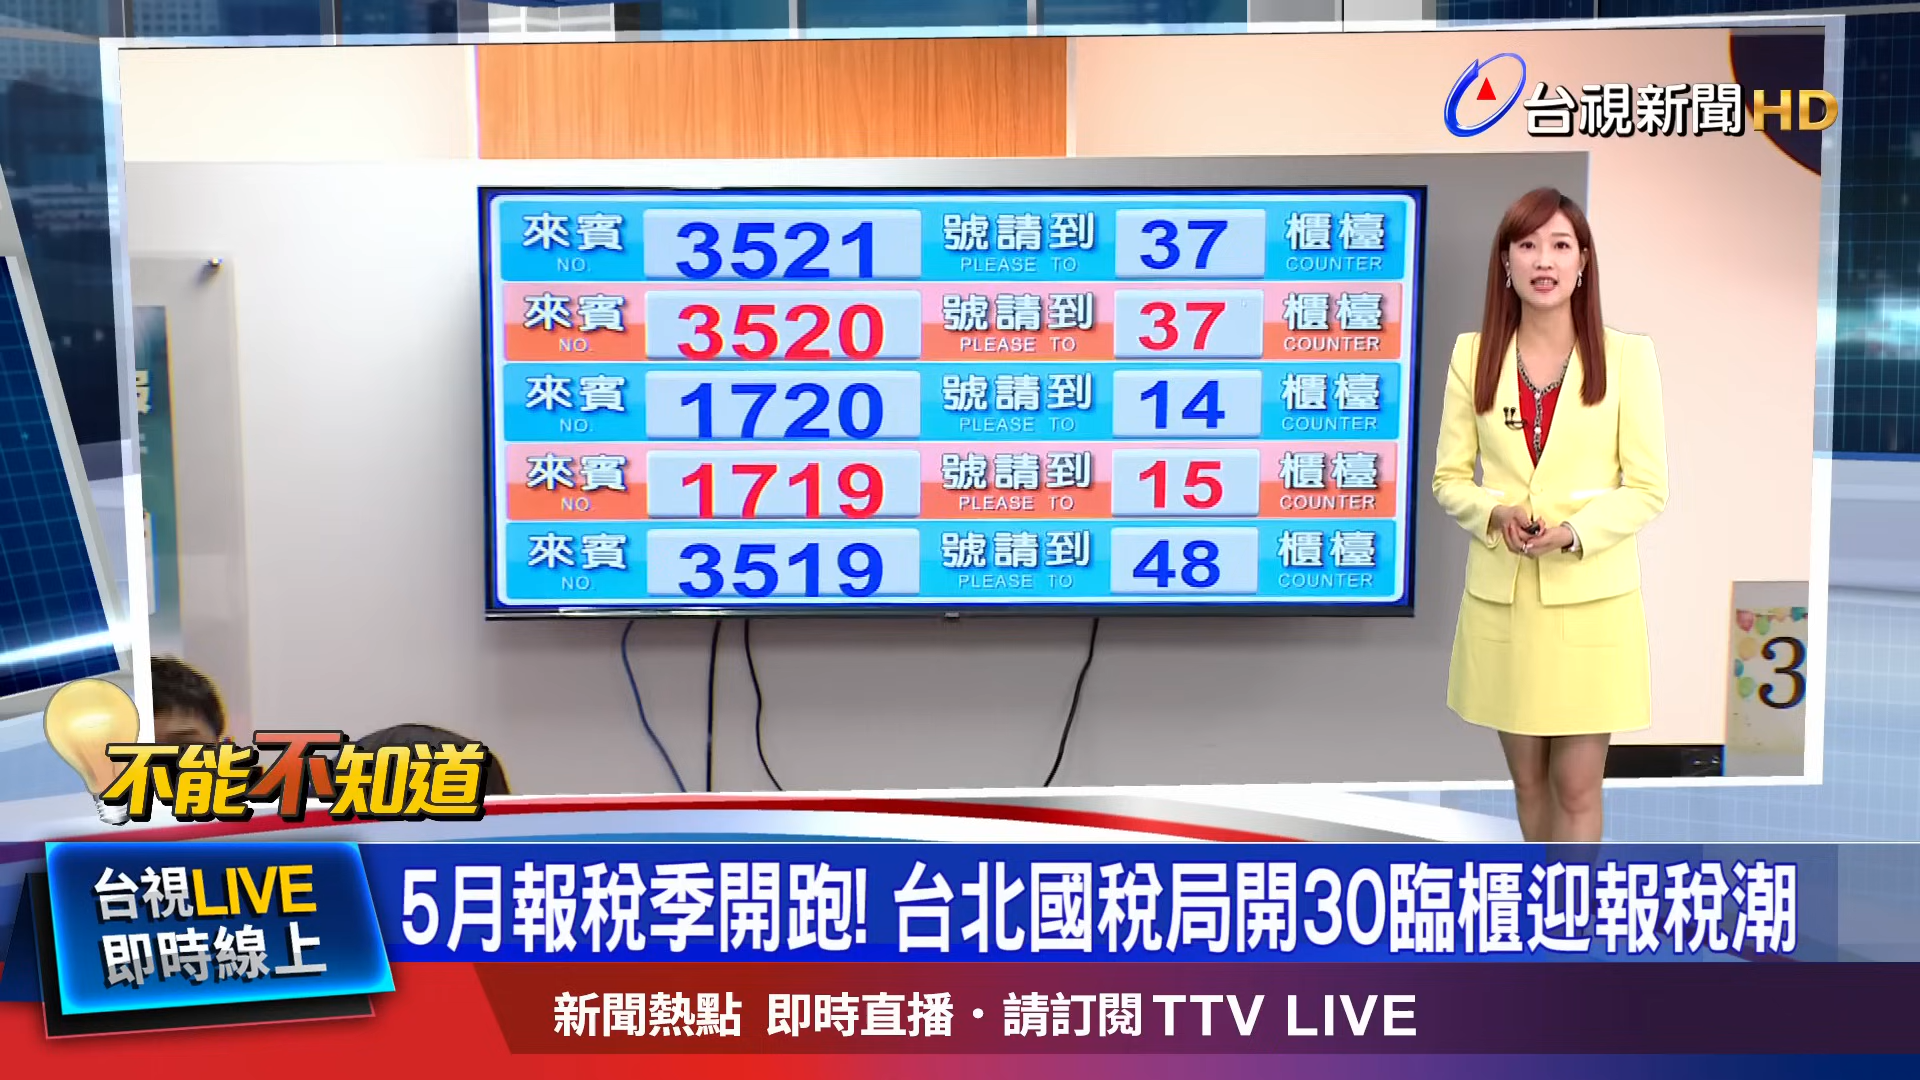 台視新聞HD
來賓 3521 號請到 37 櫃檯
NO. PLEASE TO COUNTER
來賓 3520 號請到 37 櫃檯
NO. PLEASE TO COUNTER
來賓 1720 號請到 14 櫃檯
NO. PLEASE TO COUNTER
來賓 1719 號請到 15 櫃檯
NO. PLEASE TO COUNTER
來賓 3519 號請到 48 櫃檯
NO. PLEASE TO COUNTER
3
不能不知道
台視LIVE
即時線上
5月報稅季開跑! 台北國稅局開30臨櫃迎報稅潮
新聞熱點 即時直播·請訂閱TTV LIVE